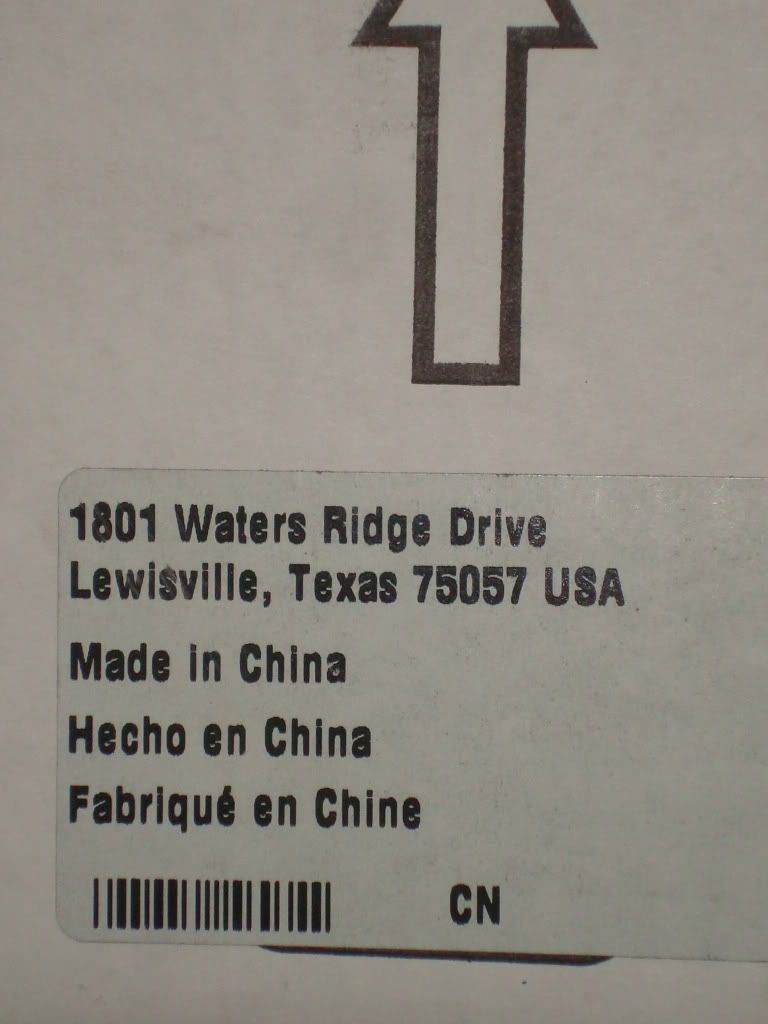 1801 Waters Ridge Drive
Lewisville, Texas 75057 USA
Made in China
Hecho en China
Fabriqué en Chine
CN